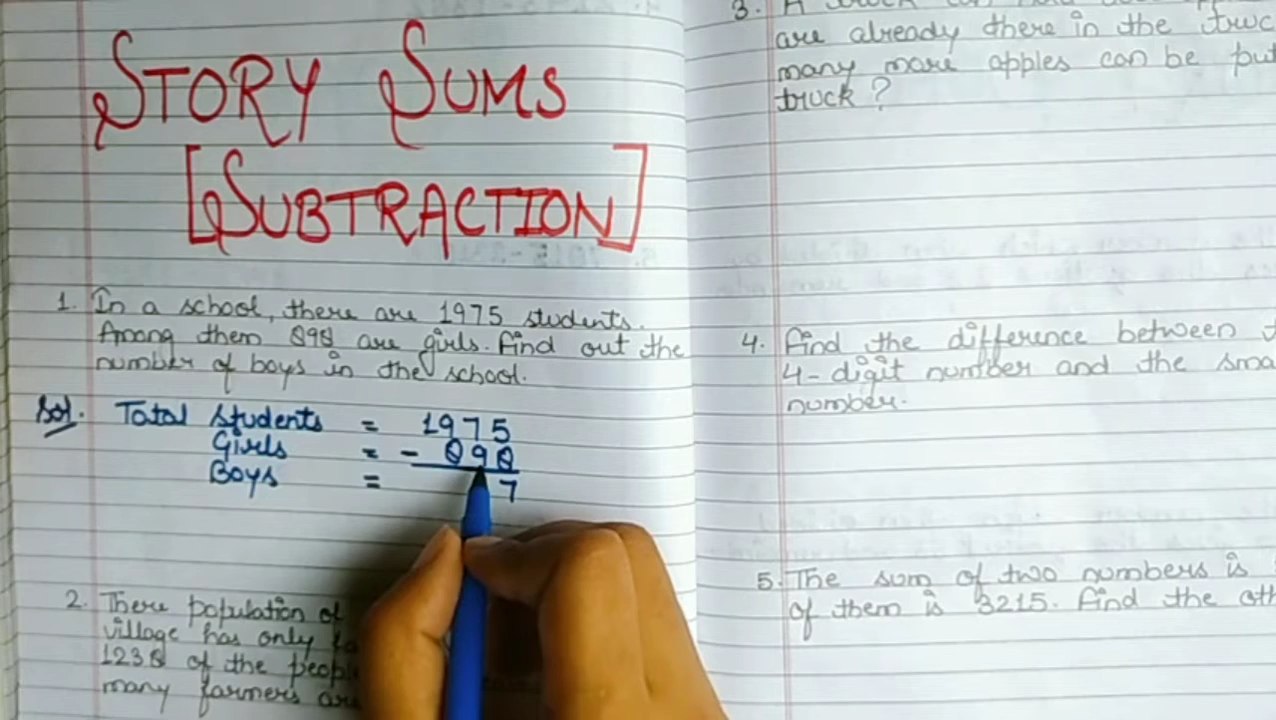 STORY SUMS
[SUBTRACTION]
1. In a school, there are 1975 students.
Among them 898 are girls. Find out the
number of boys in the school.
Sol. Total Students = 1975
Girls = - 898
Boys = 7
2. There population of
village has only
1238 of the
many farmers are
3.
are already there in the
many more apples can be put
truck?
4. Find the difference between
4-digit number and the
number.
5. The sum of two numbers is
of them is 3215. Find the